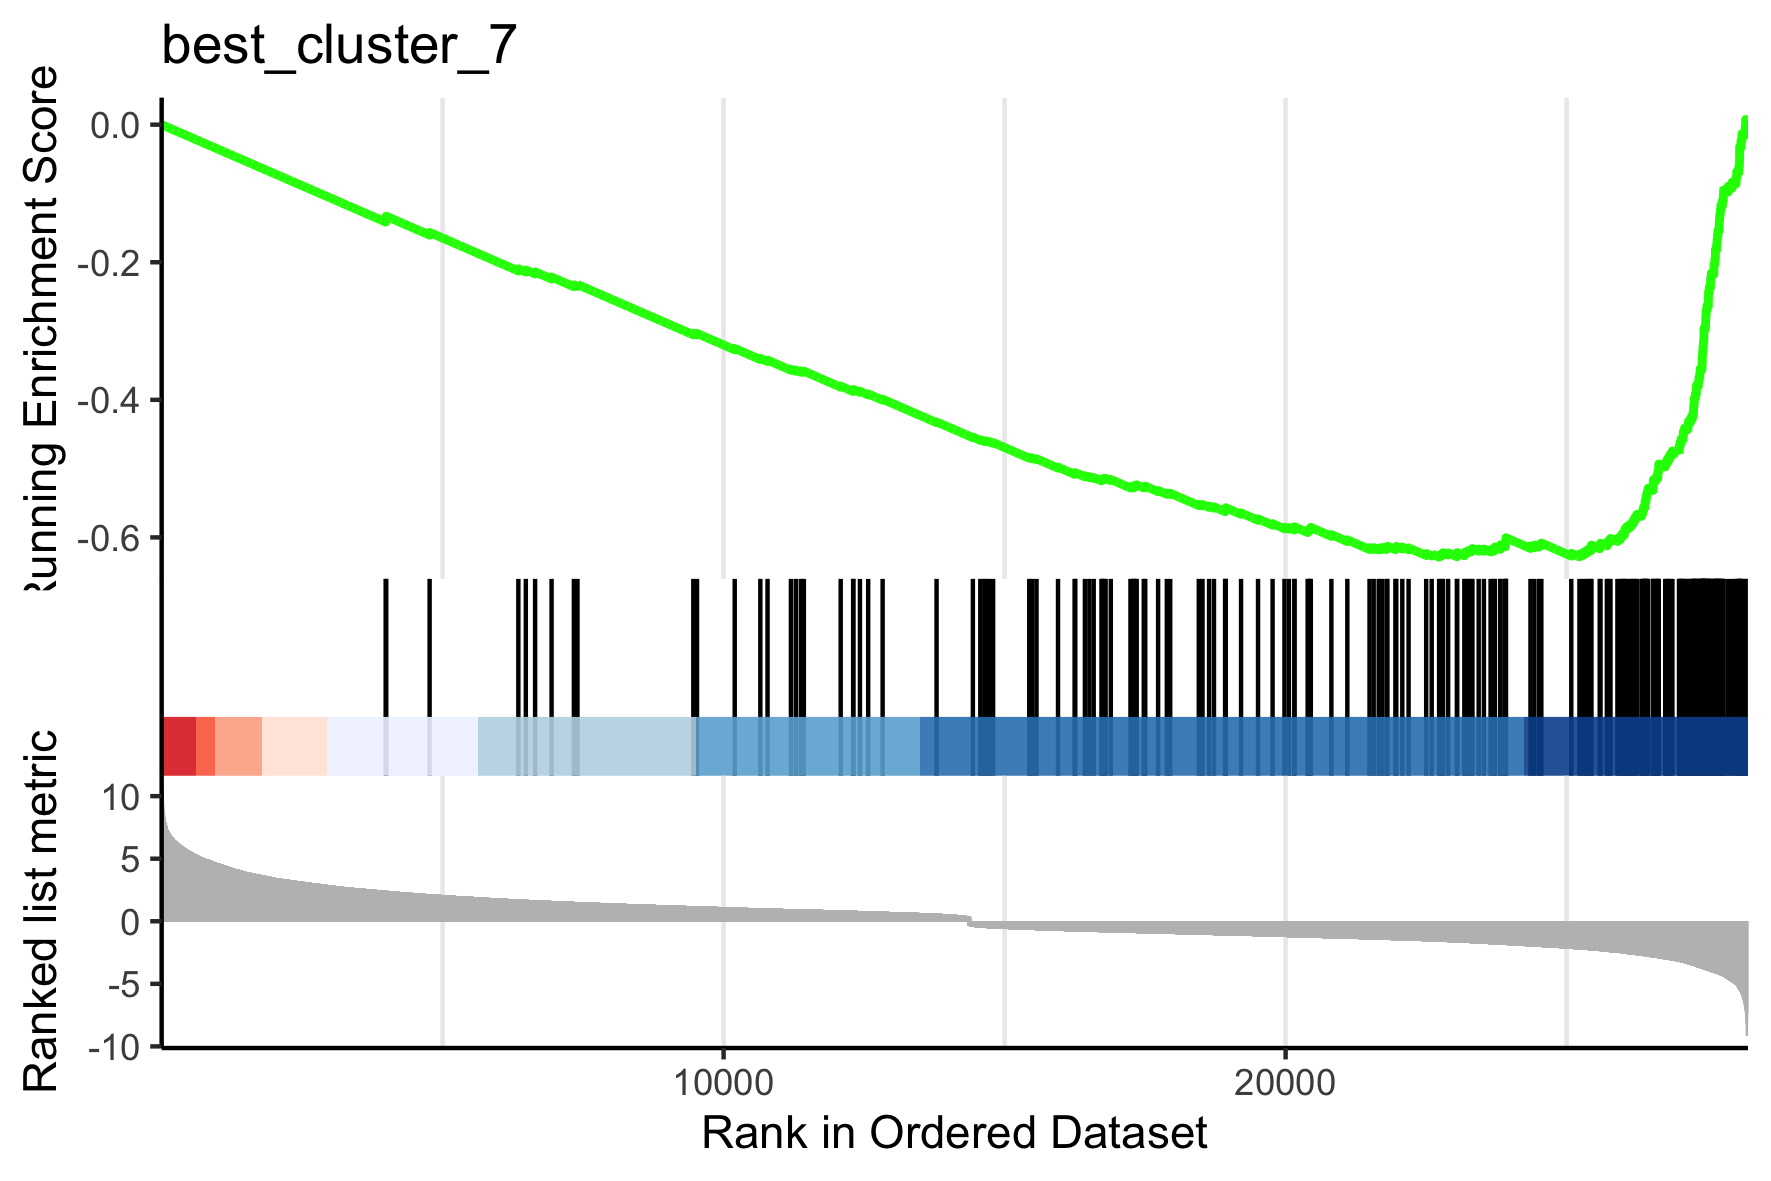 best_cluster_7
Running Enrichment Score
0.0
-0.2
-0.4
-0.6
Ranked list metric
10
5
0
-5
-10
10000
20000
Rank in Ordered Dataset